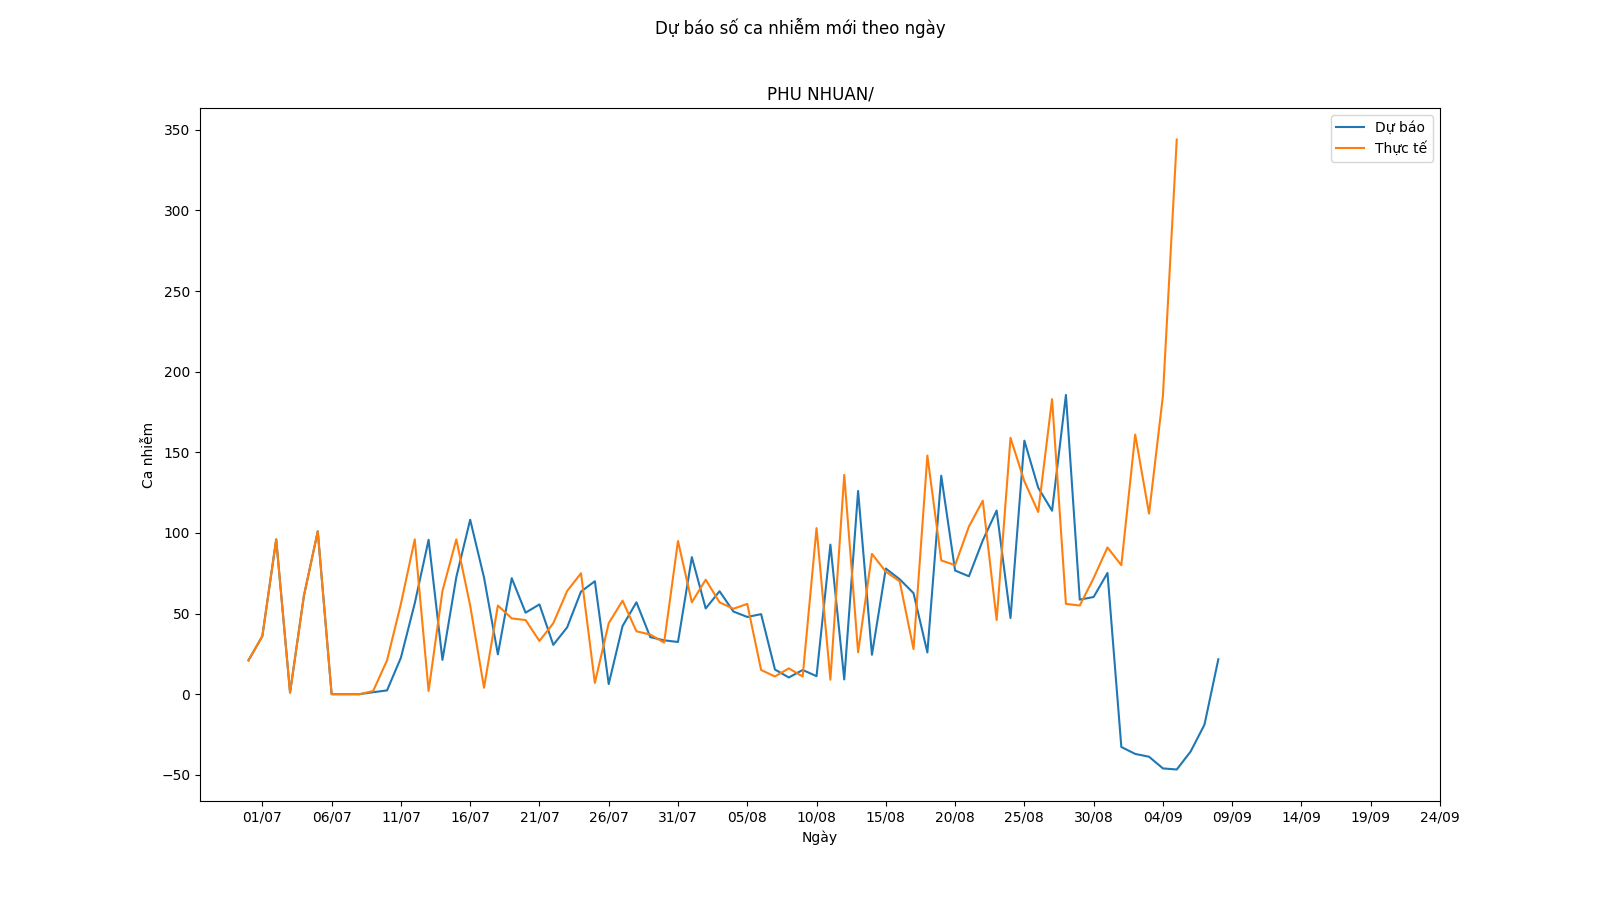 Dự báo số ca nhiễm mới theo ngày
PHU NHUAN/
Dự báo
Thực tế
350
300
250
200
150
100
50
0
−50
Ca nhiễm
01/07 06/07 11/07 16/07 21/07 26/07 31/07 05/08 10/08 15/08 20/08 25/08 30/08 04/09 09/09 14/09 19/09 24/09
Ngày